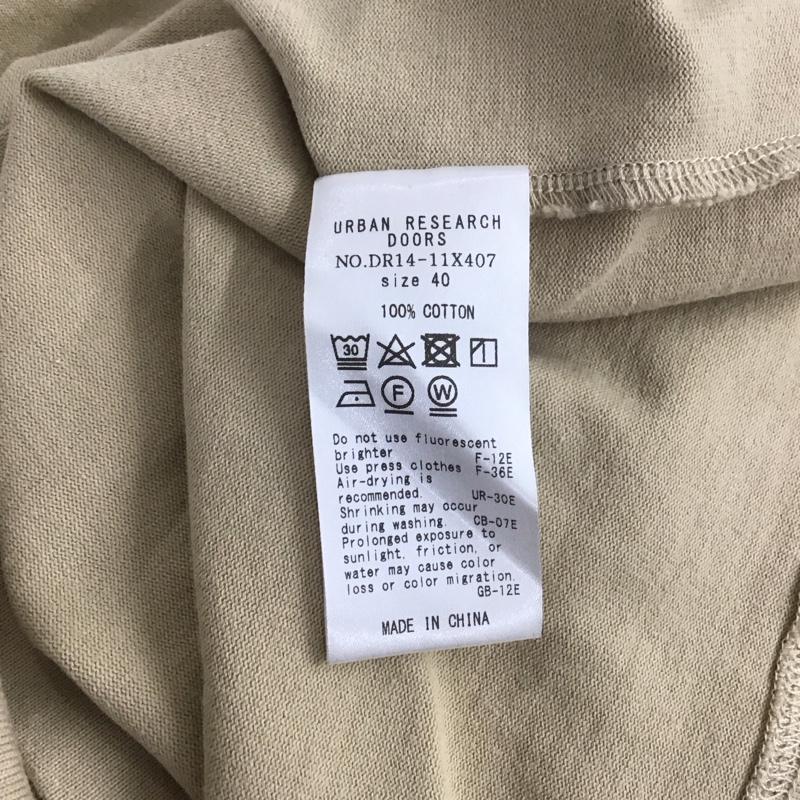 URBAN RESEARCH
DOORS
NO.DR14-11X407
size 40
100% COTTON
30
F W
Do not use fluorescent
brighter F-12E
Use press clothes F-36E
Air-drying is
recommended. UR-30E
Shrinking may occur
during washing. CB-07E
Prolonged exposure to
sunlight, friction, or
water may cause color
loss or color migration.
GB-12E
MADE IN CHINA